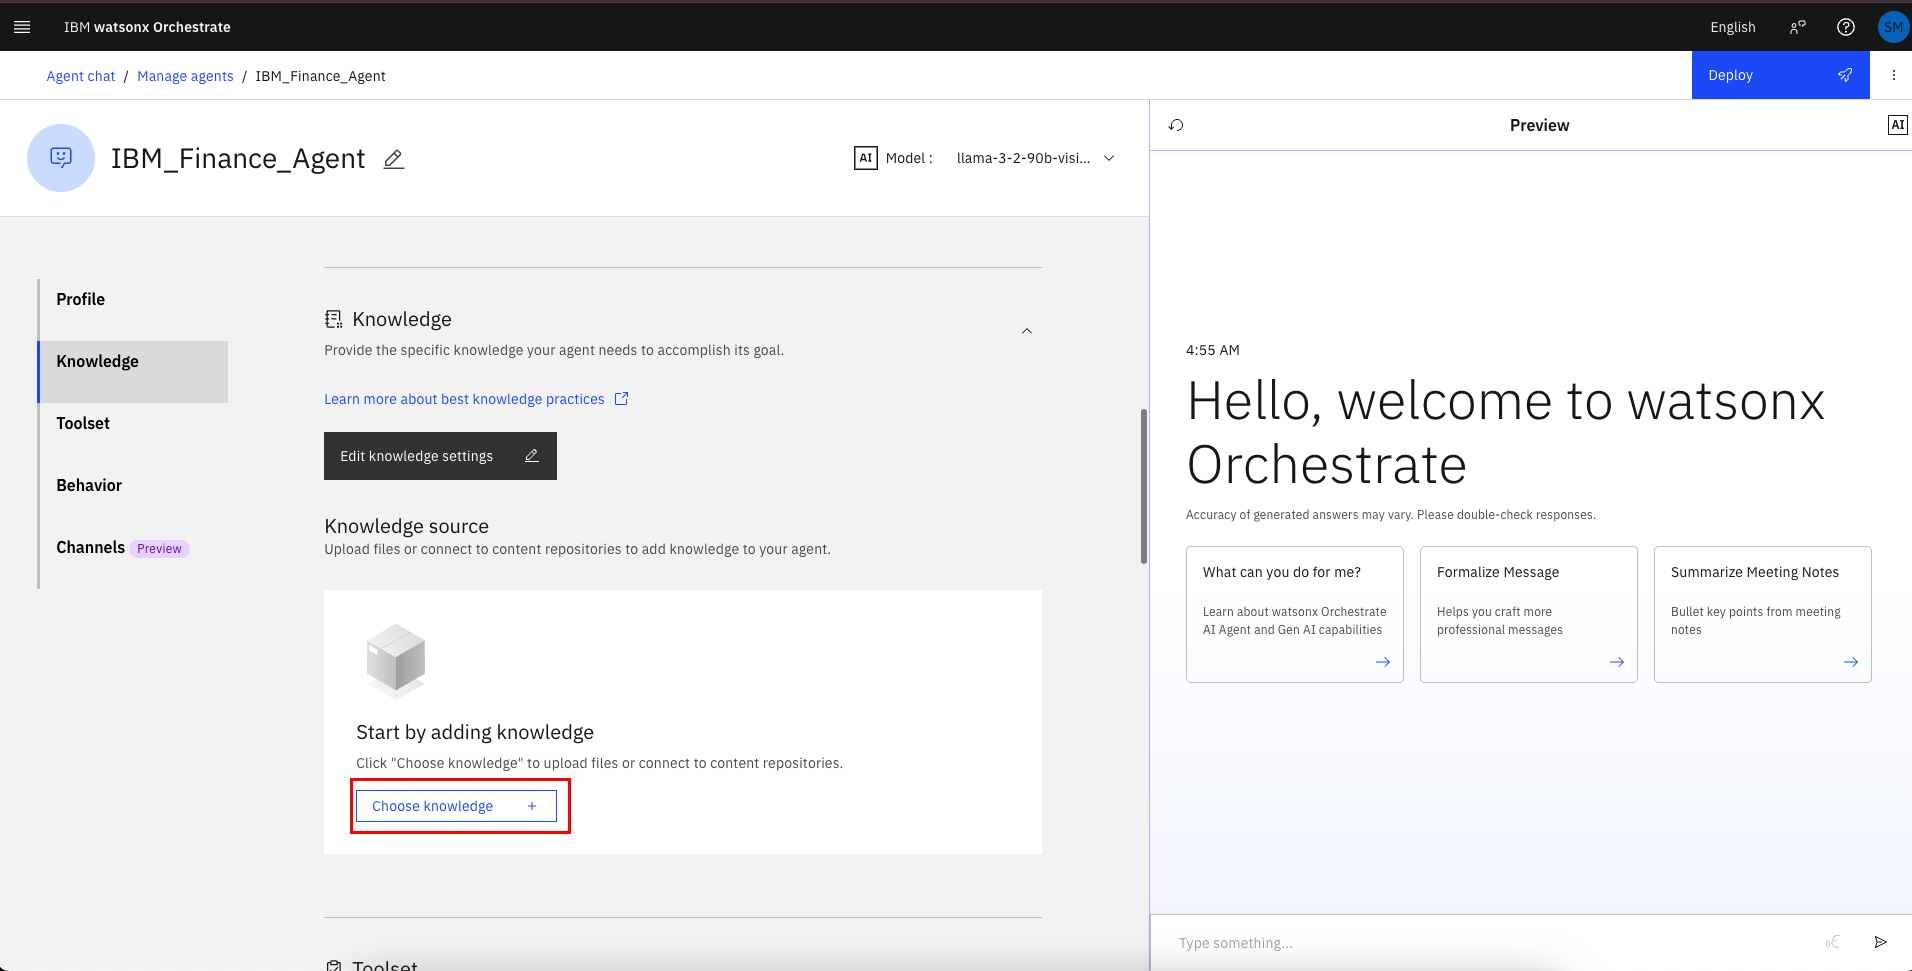 IBM watsonx Orchestrate
English
SM
Agent chat / Manage agents / IBM_Finance_Agent
Deploy
IBM_Finance_Agent
AI Model : llama-3-2-90b-visi...
Preview
AI
Profile
Knowledge
Toolset
Behavior
Channels Preview
Knowledge
Provide the specific knowledge your agent needs to accomplish its goal.
Learn more about best knowledge practices
Edit knowledge settings
Knowledge source
Upload files or connect to content repositories to add knowledge to your agent.
Start by adding knowledge
Click "Choose knowledge" to upload files or connect to content repositories.
Choose knowledge +
Toolset
4:55 AM
Hello, welcome to watsonx
Orchestrate
Accuracy of generated answers may vary. Please double-check responses.
What can you do for me?
Learn about watsonx Orchestrate
AI Agent and Gen AI capabilities
Formalize Message
Helps you craft more
professional messages
Summarize Meeting Notes
Bullet key points from meeting
notes
Type something...